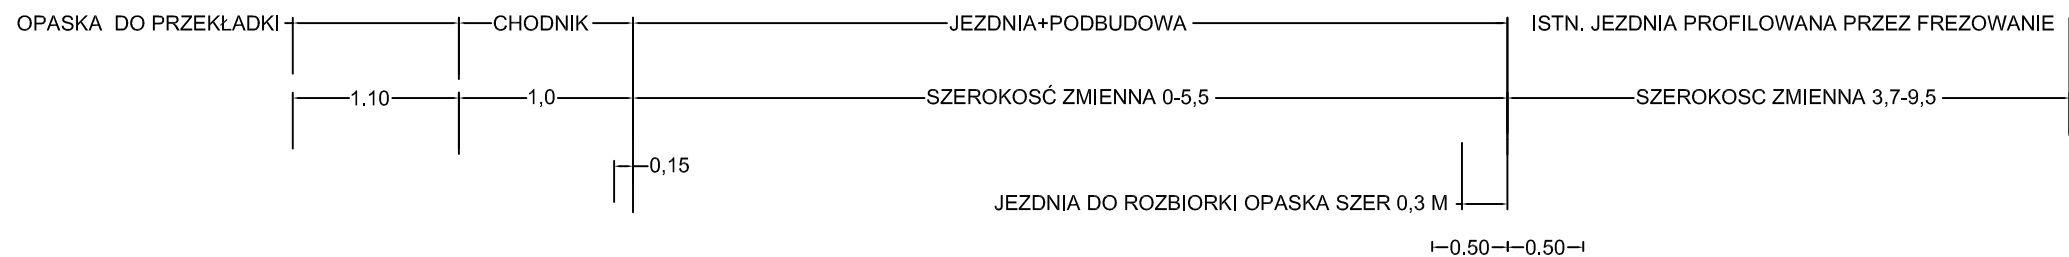 OPASKA DO PRZEKŁADKI CHODNIK JEZDNIA+PODBUDOWA ISTN. JEZDNIA PROFILOWANA PRZEZ FREZOWANIE
1.10 1,0 SZEROKOSĆ ZMIENNA 0-5,5 SZEROKOSC ZMIENNA 3,7-9,5
0,15
JEZDNIA DO ROZBIORKI OPASKA SZER 0,3 M
0.50 0.50